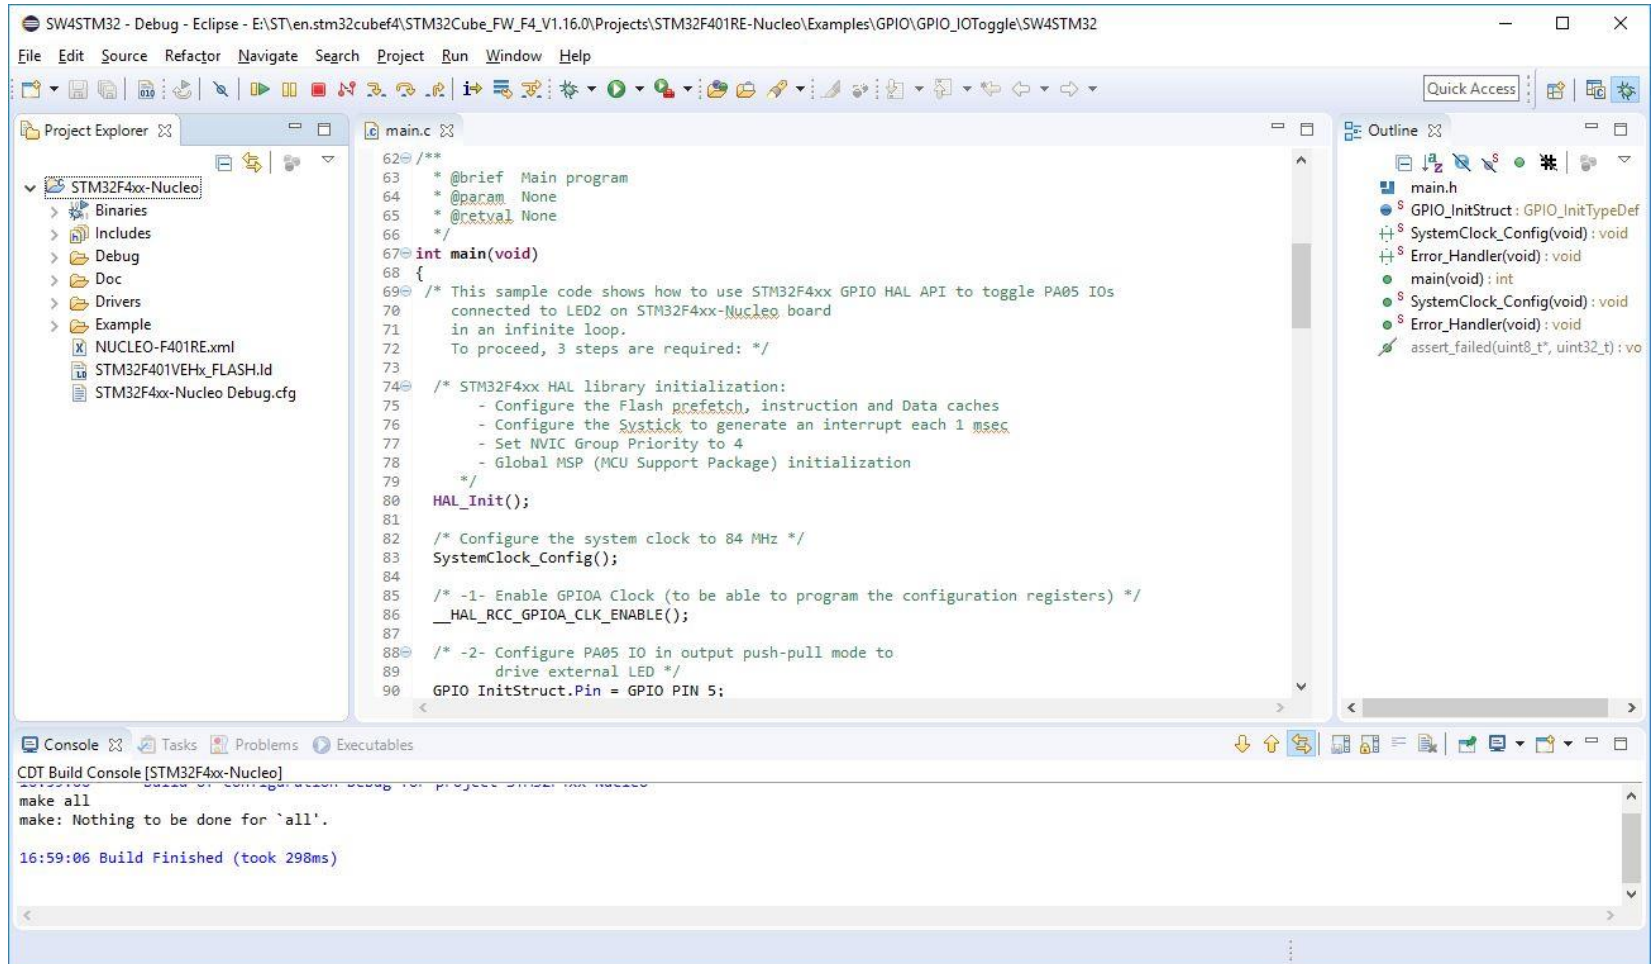 SW4STM32 - Debug - Eclipse - E:\ST\en.stm32cubef4\STM32Cube_FW_F4_V1.16.0\Projects\STM32F401RE-Nucleo\Examples\GPIO\GPIO_IOToggle\SW4STM32
File Edit Source Refactor Navigate Search Project Run Window Help
Quick Access
Project Explorer
STM32F4xx-Nucleo
Binaries
Includes
Debug
Doc
Drivers
Example
NUCLEO-F401RE.xml
STM32F401VEHx_FLASH.ld
STM32F4xx-Nucleo Debug.cfg
main.c
62 /**
63 * @brief Main program
64 * @param None
65 * @retval None
66 */
67 int main(void)
68 {
69 /* This sample code shows how to use STM32F4xx GPIO HAL API to toggle PA05 IOs
70 connected to LED2 on STM32F4xx-Nucleo board
71 in an infinite loop.
72 To proceed, 3 steps are required: */
73
74 /* STM32F4xx HAL library initialization:
75 - Configure the Flash prefetch, instruction and Data caches
76 - Configure the Systick to generate an interrupt each 1 msec
77 - Set NVIC Group Priority to 4
78 - Global MSP (MCU Support Package) initialization
79 */
80 HAL_Init();
81
82 /* Configure the system clock to 84 MHz */
83 SystemClock_Config();
84
85 /* -1- Enable GPIOA Clock (to be able to program the configuration registers) */
86 __HAL_RCC_GPIOA_CLK_ENABLE();
87
88 /* -2- Configure PA05 IO in output push-pull mode to
89 drive external LED */
90 GPIO_InitStruct.Pin = GPIO_PIN_5;
Outline
main.h
GPIO_InitStruct : GPIO_InitTypeDef
SystemClock_Config(void) : void
Error_Handler(void) : void
main(void) : int
SystemClock_Config(void) : void
Error_Handler(void) : void
assert_failed(uint8_t*, uint32_t) : vo
Console Tasks Problems Executables
CDT Build Console [STM32F4xx-Nucleo]
make all
make: Nothing to be done for `all'.
16:59:06 Build Finished (took 298ms)